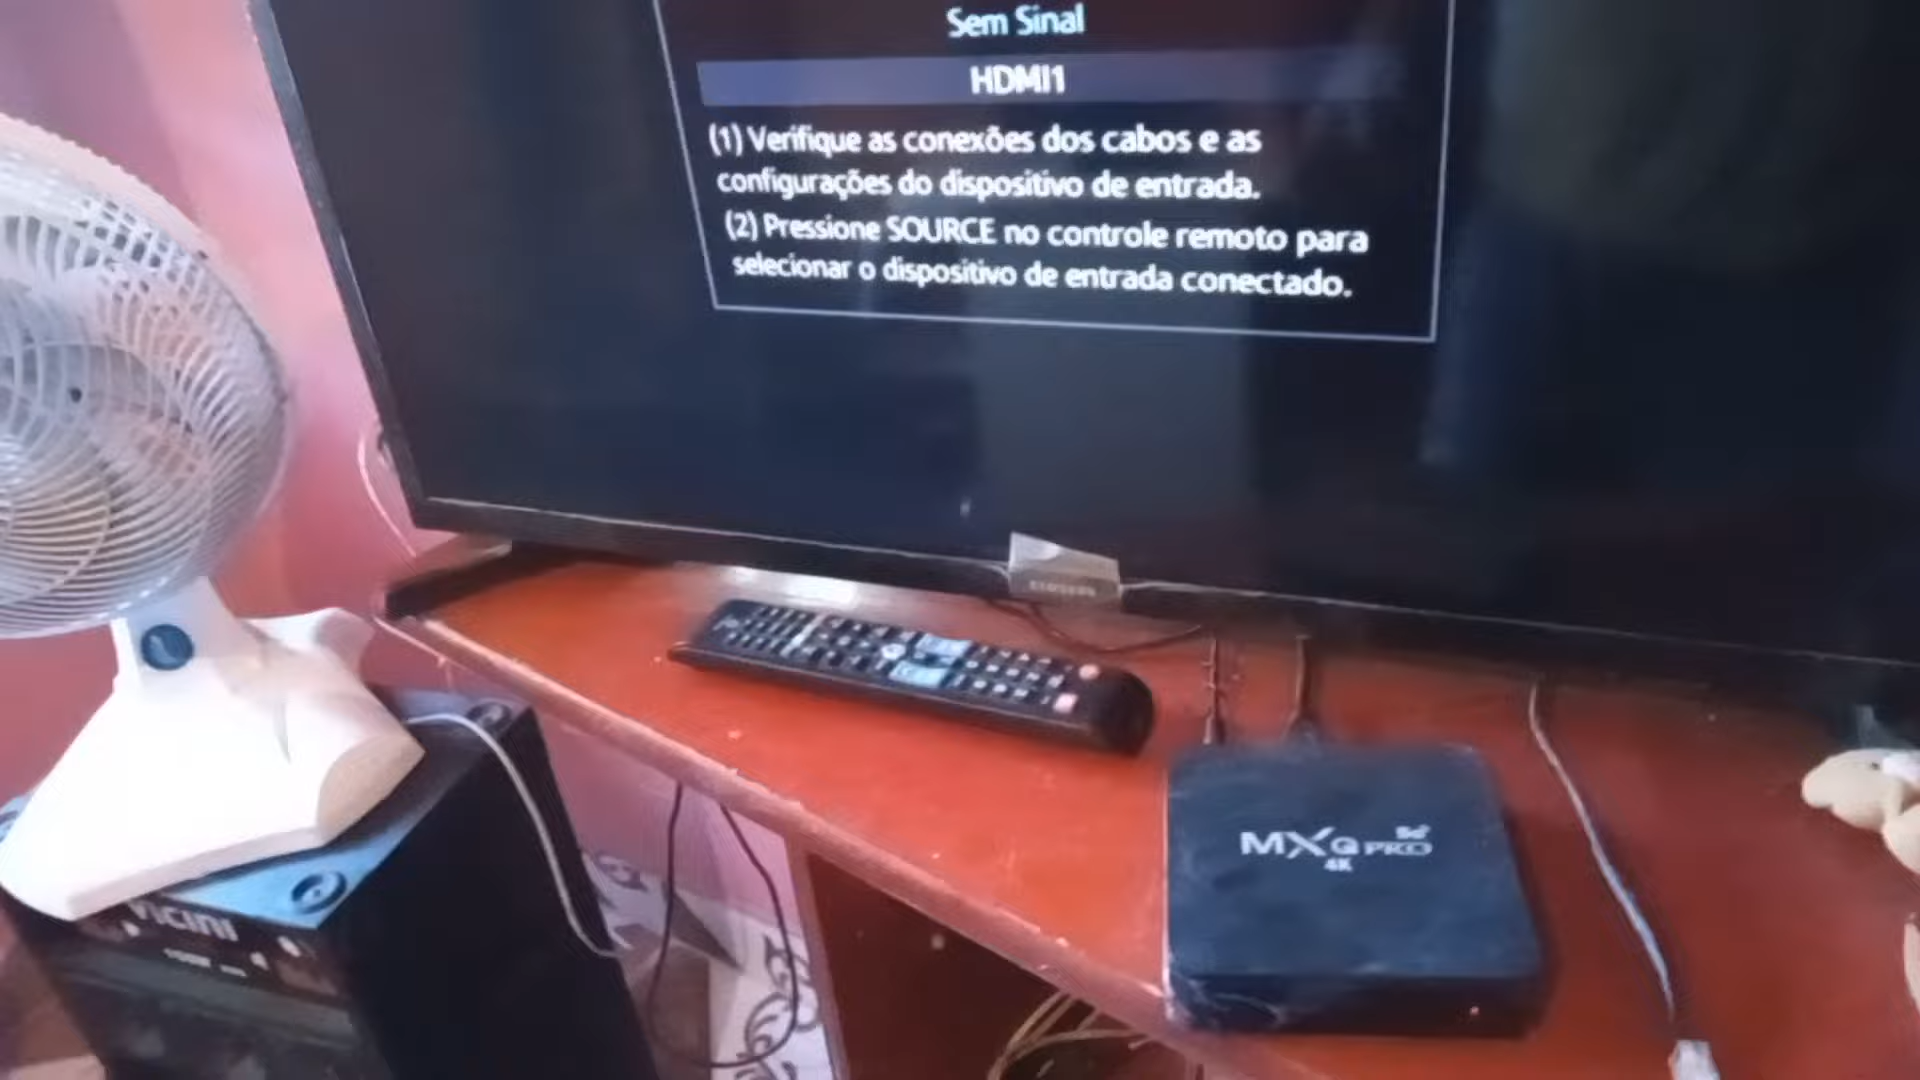 Sem Sinal
HDMI1
(1) Verifique as conexões dos cabos e as
configurações do dispositivo de entrada.
(2) Pressione SOURCE no controle remoto para
selecionar o dispositivo de entrada conectado.
SAMSUNG
MXQ PRO 5G
4K
VICINI